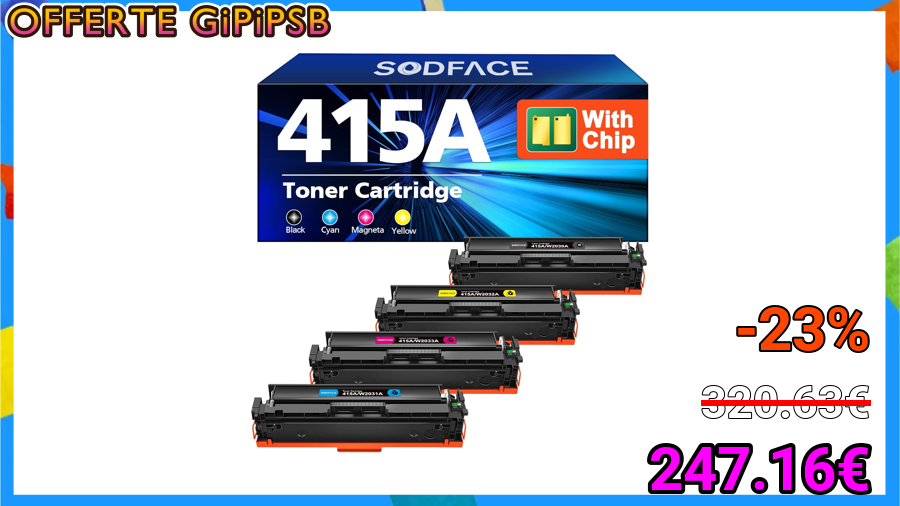 OFFERTE GiPiPSB
SODFACE
415A
With
Chip
Toner Cartridge
Black Cyan Magneta Yellow
415A/W2030A
415A/W2032A
415A/W2033A
415A/W2031A
-23%
320.63€
247.16€